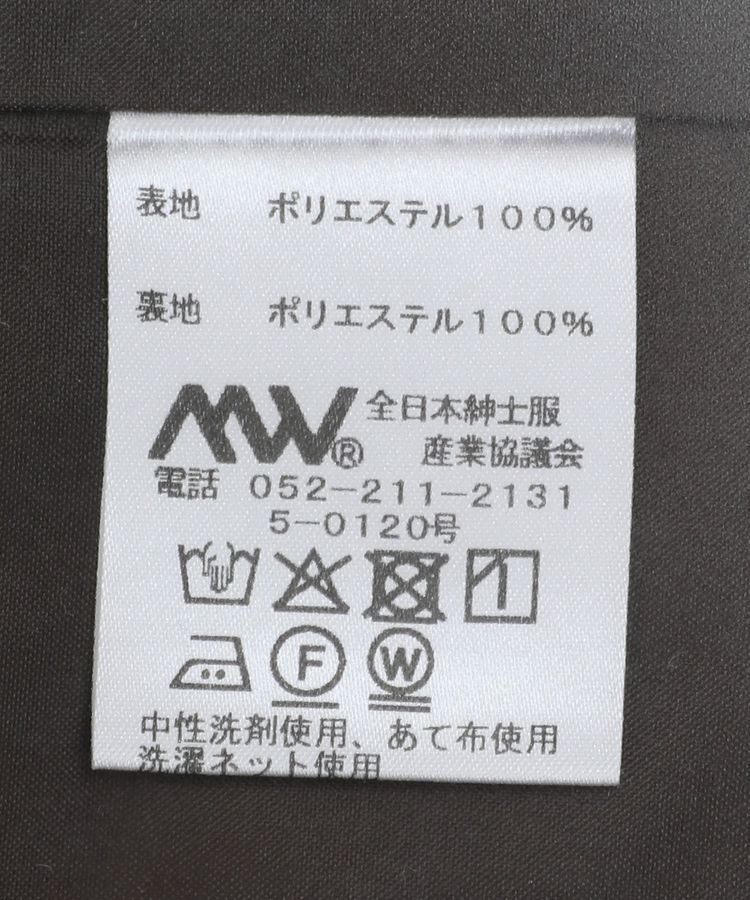 表地 ポリエステル100%
裏地 ポリエステル100%
MW® 全日本紳士服
産業協議会
電話 052-211-2131
5-0120号
F W
中性洗剤使用、あて布使用
洗濯ネット使用